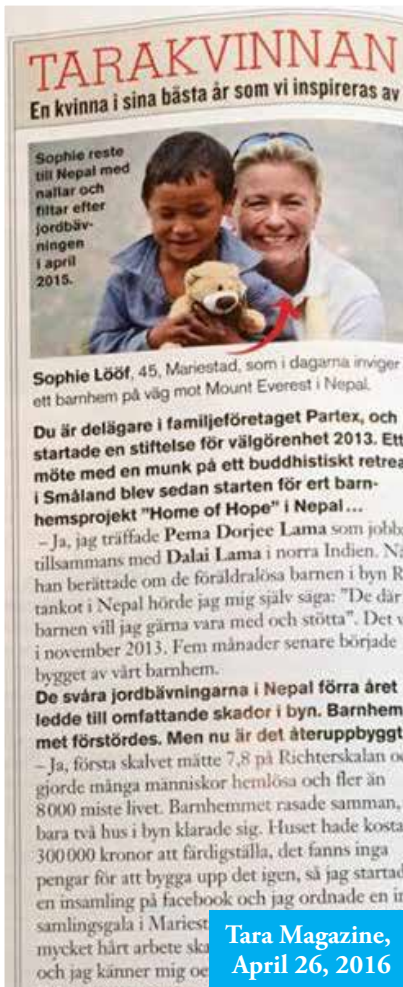 TARAKVINNAN
En kvinna i sina bästa år som vi inspireras av
Sophie reste
till Nepal med
nallar och
filtar efter
jordbäv-
ningen
i april
2015.
Sophie Lööf, 45, Mariestad, som i dagarna inviger
ett barnhem på väg mot Mount Everest i Nepal.
Du är delägare i familjeföretaget Partex, och
startade en stiftelse för välgörenhet 2013. Ett
möte med en munk på ett buddhistiskt retrea
i Småland blev sedan starten för ert barn-
hemsprojekt "Home of Hope" i Nepal...
– Ja, jag träffade Pema Dorjee Lama som jobba
tillsammans med Dalai Lama i norra Indien. Nä
han berättade om de föräldralösa barnen i byn R
tankot i Nepal hörde jag mig själv säga: "De där
barnen vill jag gärna vara med och stötta". Det v
i november 2013. Fem månader senare började
bygget av vårt barnhem.
De svåra jordbävningarna i Nepal förra året
ledde till omfattande skador i byn. Barnhem
met förstördes. Men nu är det återuppbyggt
– Ja, första skalvet mätte 7,8 på Richterskalan oc
gjorde många människor hemlösa och fler än
8000 miste livet. Barnhemmet rasade samman,
bara två hus i byn klarade sig. Huset hade kosta
300000 kronor att färdigställa, det fanns inga
pengar för att bygga upp det igen, så jag startad
en insamling på facebook och jag ordnade en in
samlingsgala i Mariest
mycket hårt arbete ska
och jag känner mig oe
Tara Magazine,
April 26, 2016